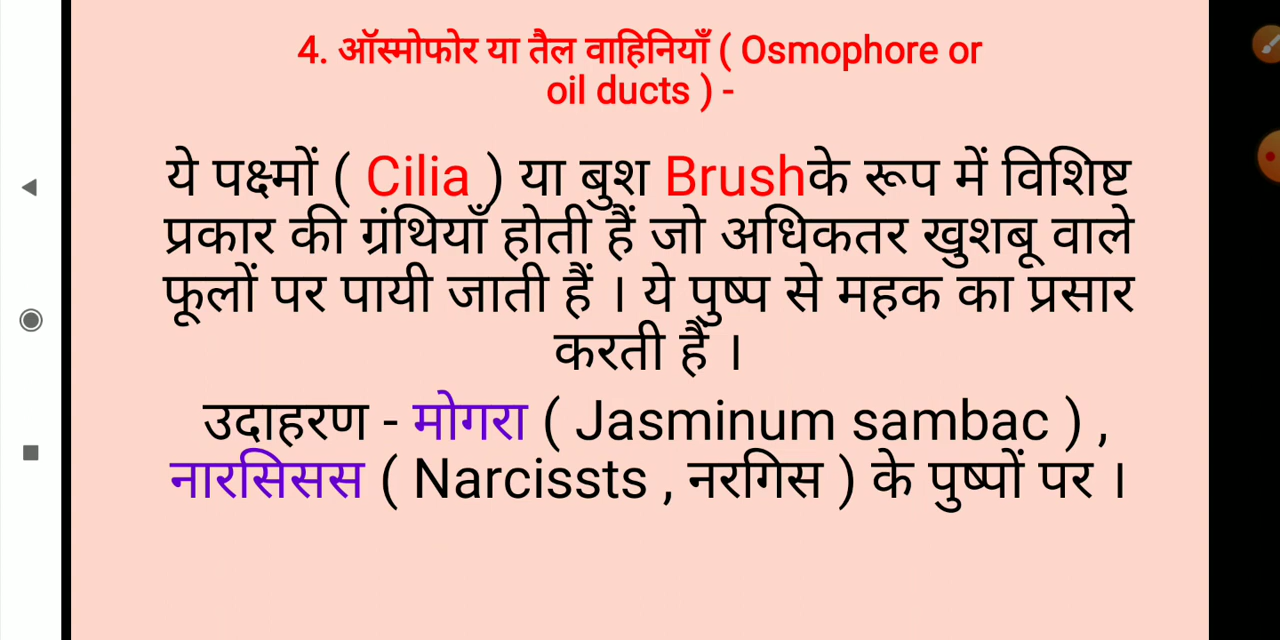 4. ऑस्मोफोर या तैल वाहिनियाँ ( Osmophore or
oil ducts ) -
ये पक्ष्मों ( Cilia ) या बुश Brushके रूप में विशिष्ट
प्रकार की ग्रंथियाँ होती हैं जो अधिकतर खुशबू वाले
फूलों पर पायी जाती हैं । ये पुष्प से महक का प्रसार
करती हैं ।
उदाहरण - मोगरा ( Jasminum sambac ) ,
नारसिसस ( Narcissts , नरगिस ) के पुष्पों पर ।